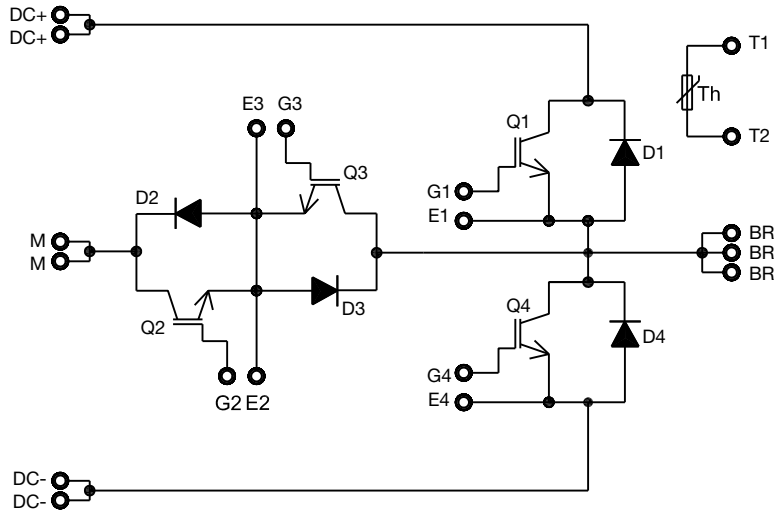 DC+
DC+
T1
Th
T2
E3 G3
Q1
Q3
D1
G1
D2
E1
M
M
BR
BR
BR
D3
Q4
Q2
D4
G4
G2 E2
E4
DC-
DC-